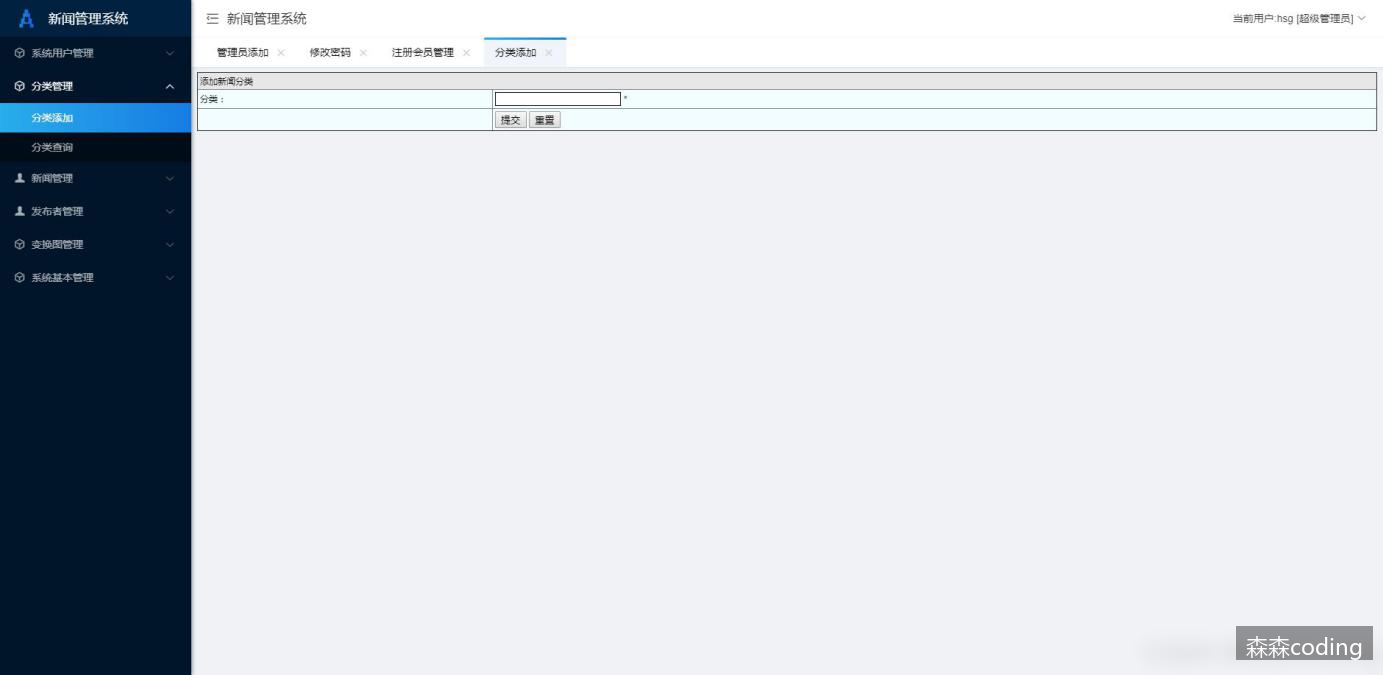 新闻管理系统
新闻管理系统
当前用户:hsg [超级管理员]
系统用户管理
分类管理
分类添加
分类查询
新闻管理
发布者管理
变换图管理
系统基本管理
管理员添加
修改密码
注册会员管理
分类添加
添加新闻分类
分类：
*
提交 重置
森森coding